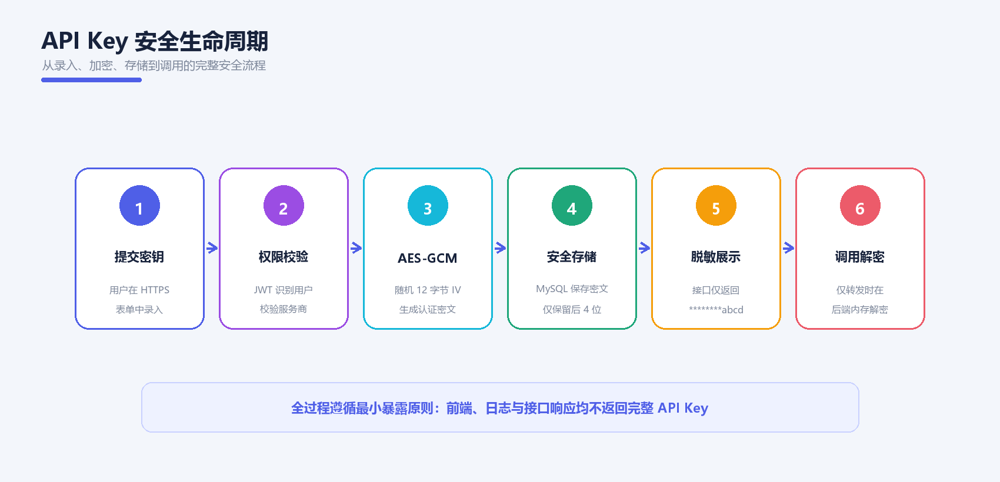 API Key 安全生命周期
从录入、加密、存储到调用的完整安全流程
1
提交密钥
用户在 HTTPS
表单中录入
2
权限校验
JWT 识别用户
校验服务商
3
AES-GCM
随机 12 字节 IV
生成认证密文
4
安全存储
MySQL 保存密文
仅保留后 4 位
5
脱敏展示
接口仅返回
********abcd
6
调用解密
仅转发时在
后端内存解密
全过程遵循最小暴露原则：前端、日志与接口响应均不返回完整 API Key